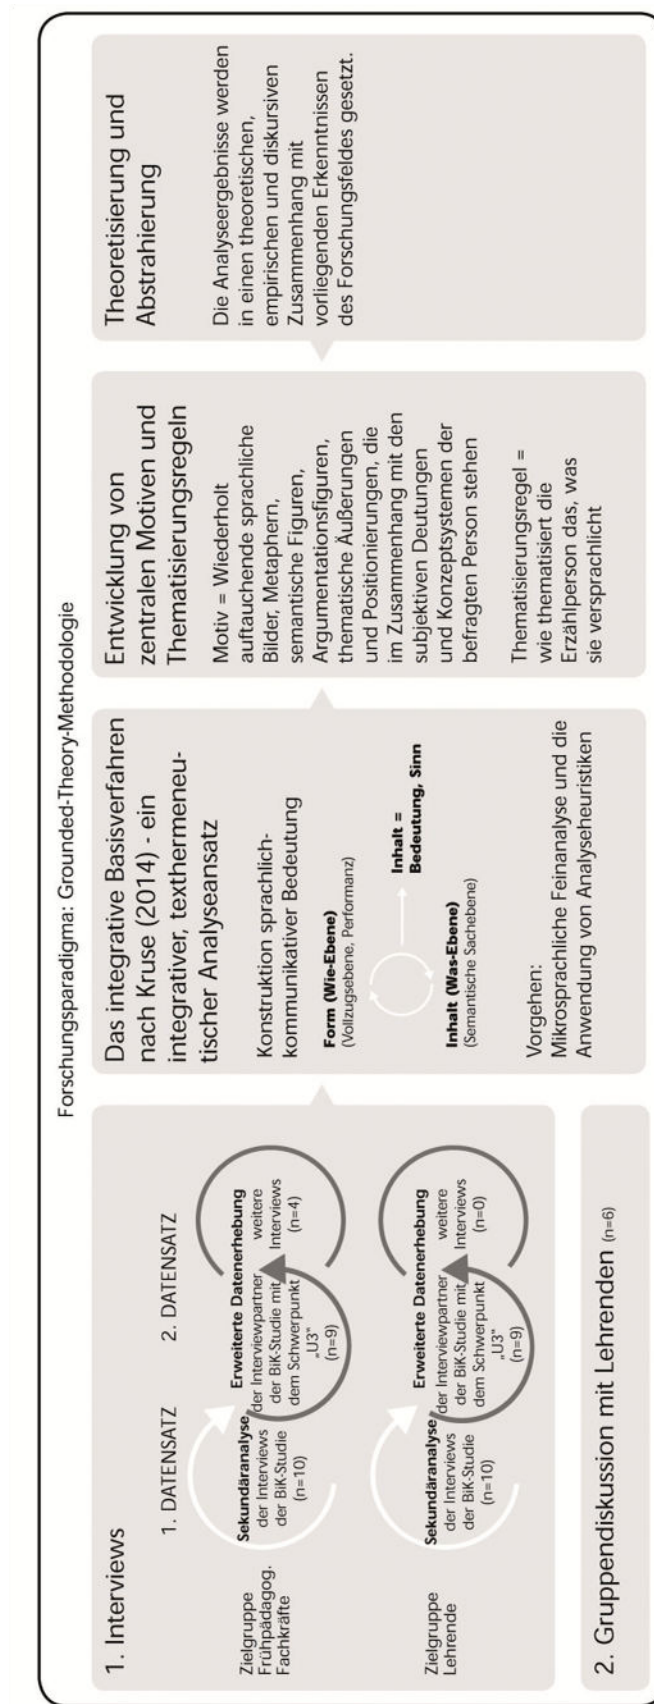 Forschungsparadigma: Grounded-Theory-Methodologie
1. Interviews
1. DATENSATZ
2. DATENSATZ
Zielgruppe
Frühpädagog.
Fachkräfte
Sekundäranalyse
der Interviews
der BiK-Studie
(n=10)
Erweiterte Datenerhebung
der Interviewpartner
der BiK-Studie mit
dem Schwerpunkt
„U3"
(n=9)
weitere
Interviews
(n=4)
Zielgruppe
Lehrende
Sekundäranalyse
der Interviews
der BiK-Studie
(n=10)
Erweiterte Datenerhebung
der Interviewpartner
der BiK-Studie mit
dem Schwerpunkt
„U3"
(n=9)
weitere
Interviews
(n=0)
2. Gruppendiskussion mit Lehrenden (n=6)
Das integrative Basisverfahren
nach Kruse (2014) - ein
integrativer, texthermeneu-
tischer Analyseansatz
Konstruktion sprachlich-
kommunikativer Bedeutung
Form (Wie-Ebene)
(Vollzugsebene, Performanz)
Inhalt =
Bedeutung, Sinn
Inhalt (Was-Ebene)
(Semantische Sachebene)
Vorgehen:
Mikrosprachliche Feinanalyse und die
Anwendung von Analyseheuristiken
Entwicklung von
zentralen Motiven und
Thematisierungsregeln
Motiv = Wiederholt
auftauchende sprachliche
Bilder, Metaphern,
semantische Figuren,
Argumentationsfiguren,
thematische Äußerungen
und Positionierungen, die
im Zusammenhang mit den
subjektiven Deutungen
und Konzeptsystemen der
befragten Person stehen
Thematisierungsregel =
wie thematisiert die
Erzählperson das, was
sie versprachlicht
Theoretisierung und
Abstrahierung
Die Analyseergebnisse werden
in einen theoretischen,
empirischen und diskursiven
Zusammenhang mit
vorliegenden Erkenntnissen
des Forschungsfeldes gesetzt.